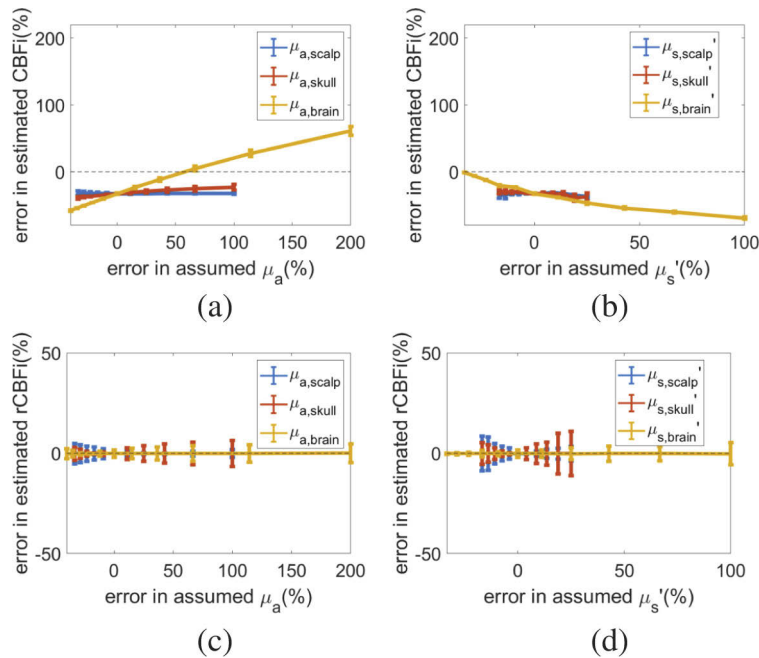 error in estimated CBFi(%)
200
100
0
μa,scalp
μa,skull
μa,brain
0 50 100 150 200
error in assumed μa(%)
(a)
error in estimated CBFi(%)
200
100
0
μs,scalp'
μs,skull'
μs,brain'
0 50 100
error in assumed μs'(%)
(b)
error in estimated rCBFi(%)
50
0
-50
μa,scalp
μa,skull
μa,brain
0 50 100 150 200
error in assumed μa(%)
(c)
error in estimated rCBFi(%)
50
0
-50
μs,scalp'
μs,skull'
μs,brain'
0 50 100
error in assumed μs'(%)
(d)